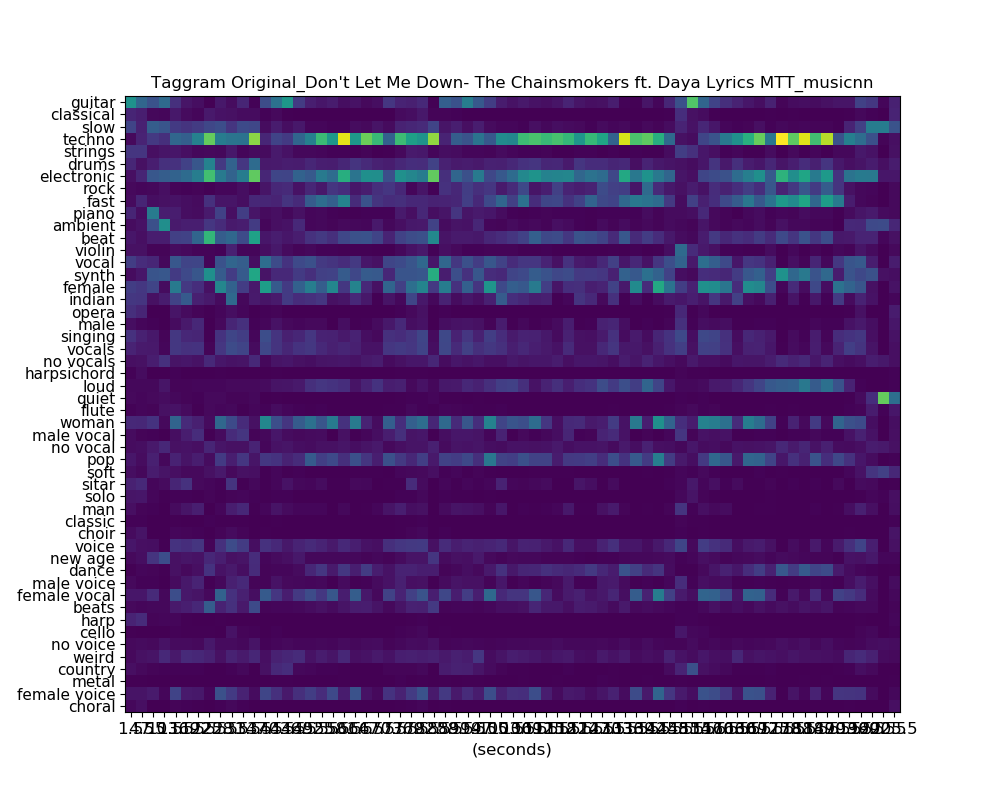 Taggram Original_Don't Let Me Down- The Chainsmokers ft. Daya Lyrics MTT_musicnn
guitar
classical
slow
techno
strings
drums
electronic
rock
fast
piano
ambient
beat
violin
vocal
synth
female
indian
opera
male
singing
vocals
no vocals
harpsichord
loud
quiet
flute
woman
male vocal
no vocal
pop
soft
sitar
solo
man
classic
choir
voice
new age
dance
male voice
female vocal
beats
harp
cello
no voice
weird
country
metal
female voice
choral
(seconds)